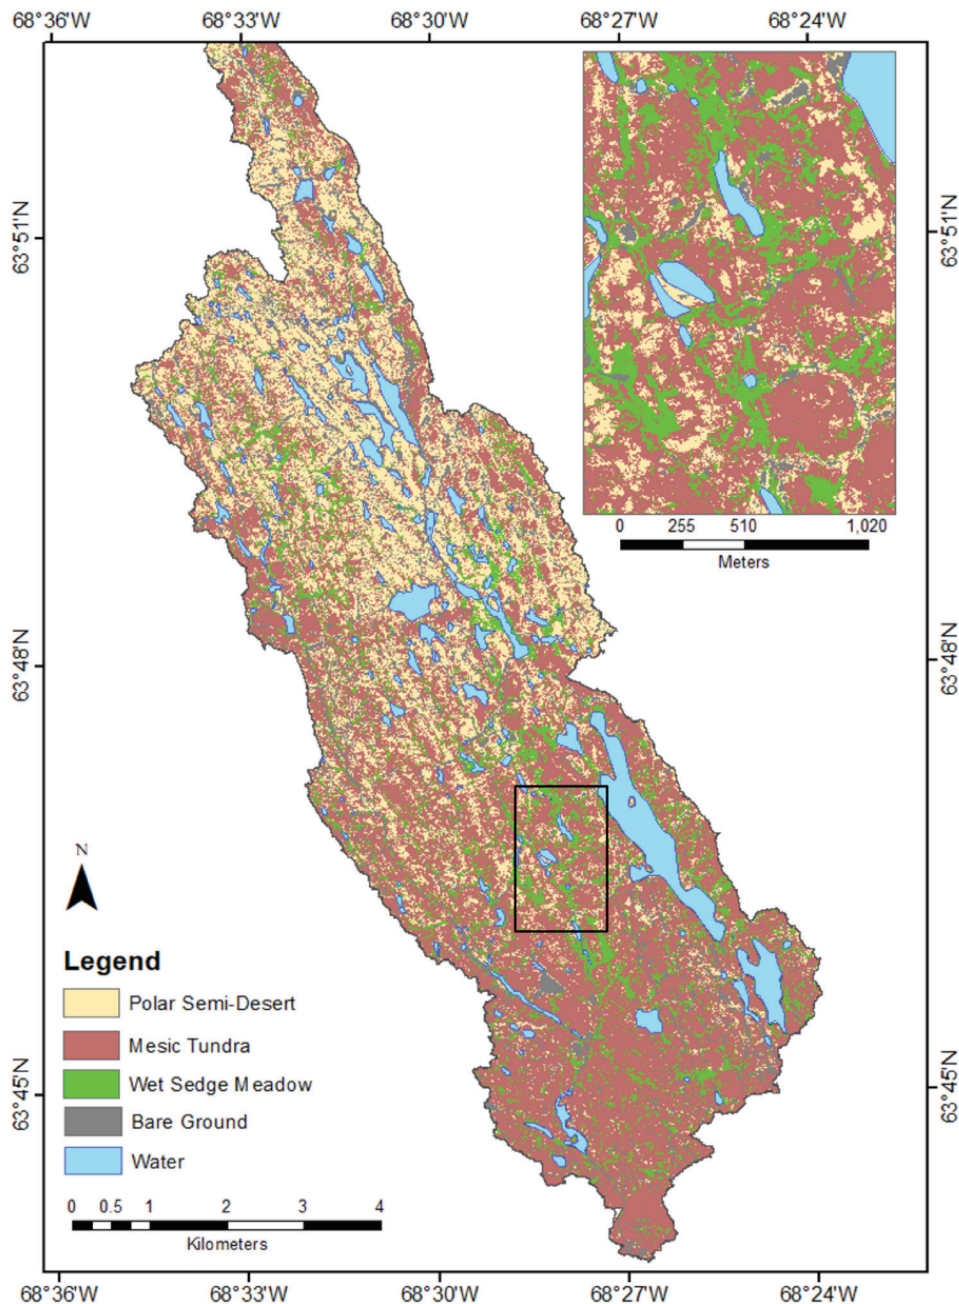 68°36'W 68°33'W 68°30'W 68°27'W 68°24'W
63°51'N
63°51'N
0 255 510 1,020
Meters
63°48'N
63°48'N
N
Legend
Polar Semi-Desert
Mesic Tundra
Wet Sedge Meadow
Bare Ground
Water
63°45'N
63°45'N
0 0.5 1 2 3 4
Kilometers
68°36'W 68°33'W 68°30'W 68°27'W 68°24'W